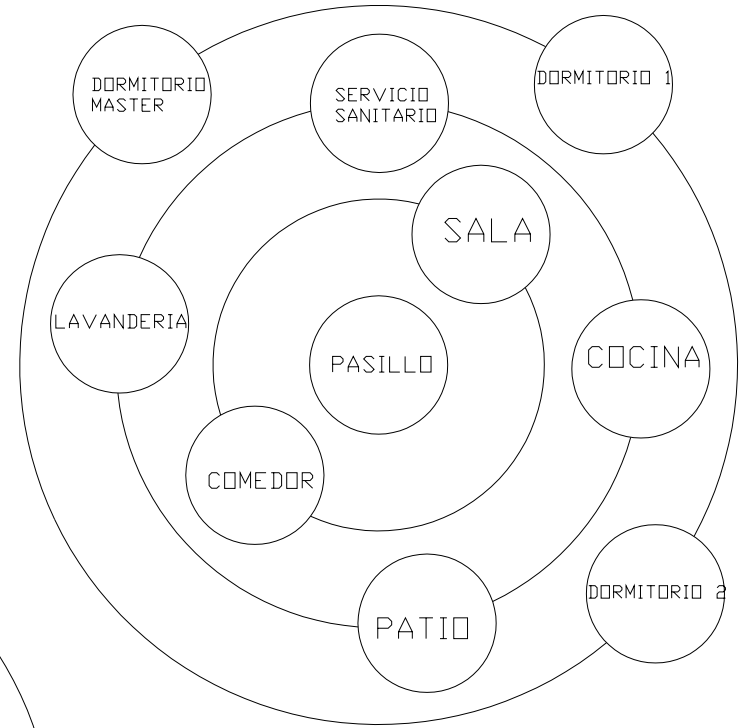 DORMITORIO
MASTER
SERVICIO
SANITARIO
DORMITORIO 1
SALA
LAVANDERIA
PASILLO
COCINA
COMEDOR
DORMITORIO 2
PATIO